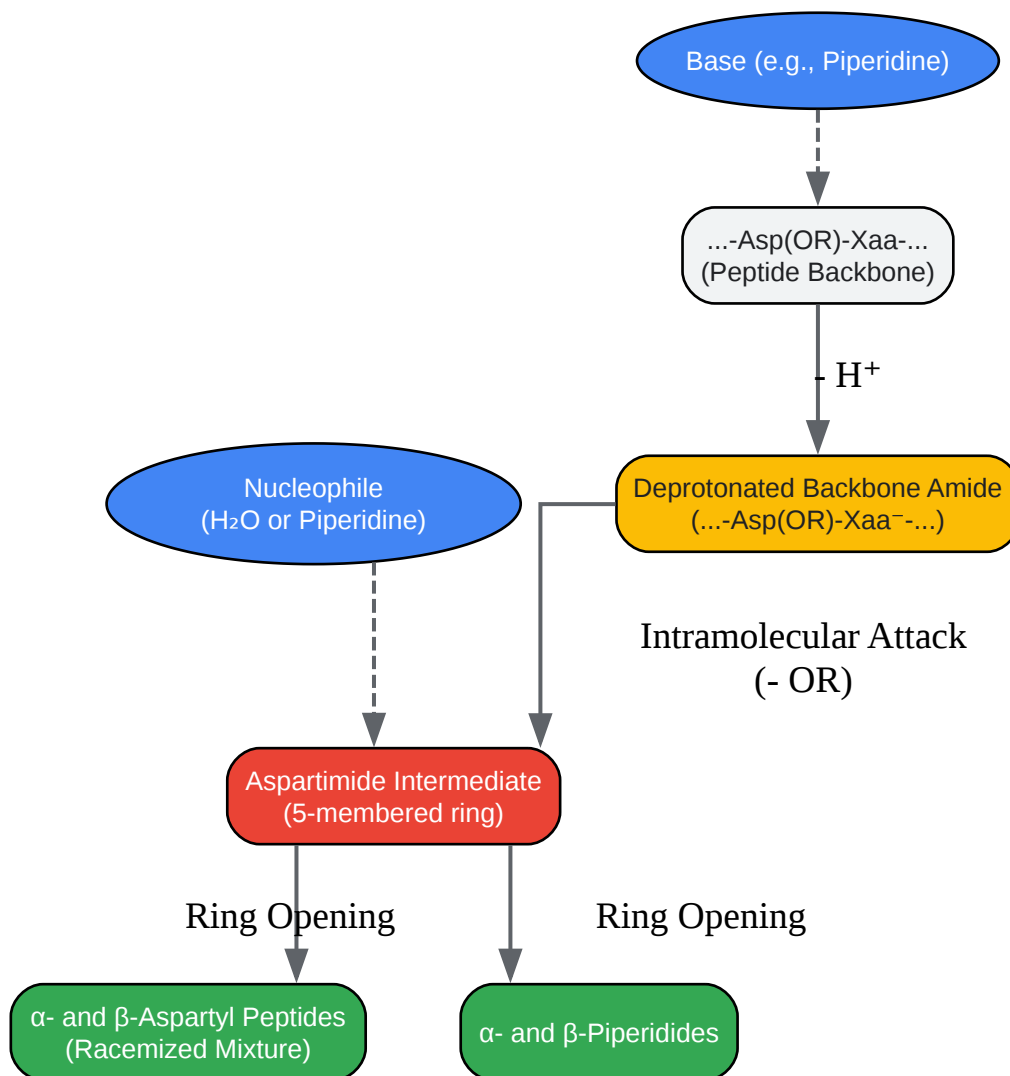 Base (e.g., Piperidine)
...-Asp(OR)-Xaa-...
(Peptide Backbone)
- H⁺
Nucleophile
(H₂O or Piperidine)
Deprotonated Backbone Amide
(...-Asp(OR)-Xaa⁻-...)
Intramolecular Attack
(- OR)
Aspartimide Intermediate
(5-membered ring)
Ring Opening
Ring Opening
α- and β-Aspartyl Peptides
(Racemized Mixture)
α- and β-Piperidides